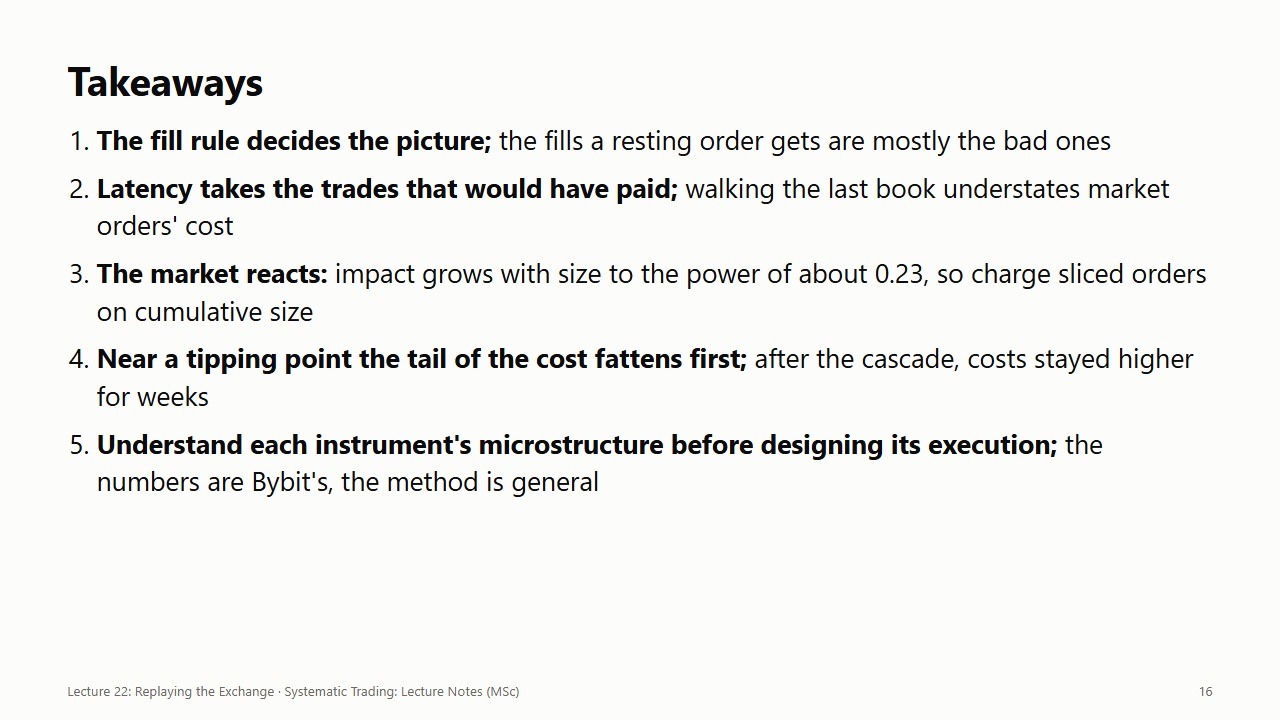 Takeaways
1. The fill rule decides the picture; the fills a resting order gets are mostly the bad ones
2. Latency takes the trades that would have paid; walking the last book understates market
orders' cost
3. The market reacts: impact grows with size to the power of about 0.23, so charge sliced orders
on cumulative size
4. Near a tipping point the tail of the cost fattens first; after the cascade, costs stayed higher
for weeks
5. Understand each instrument's microstructure before designing its execution; the
numbers are Bybit's, the method is general
Lecture 22: Replaying the Exchange · Systematic Trading: Lecture Notes (MSc)
16